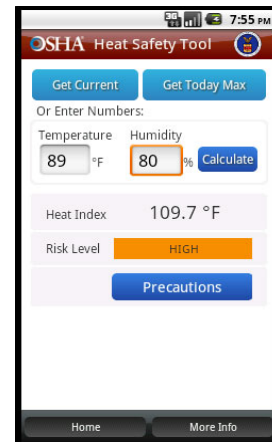 3G 7:55 PM
OSHA Heat Safety Tool
Get Current Get Today Max
Or Enter Numbers:
Temperature Humidity
89 °F 80 % Calculate
Heat Index 109.7 °F
Risk Level HIGH
Precautions
Home More Info